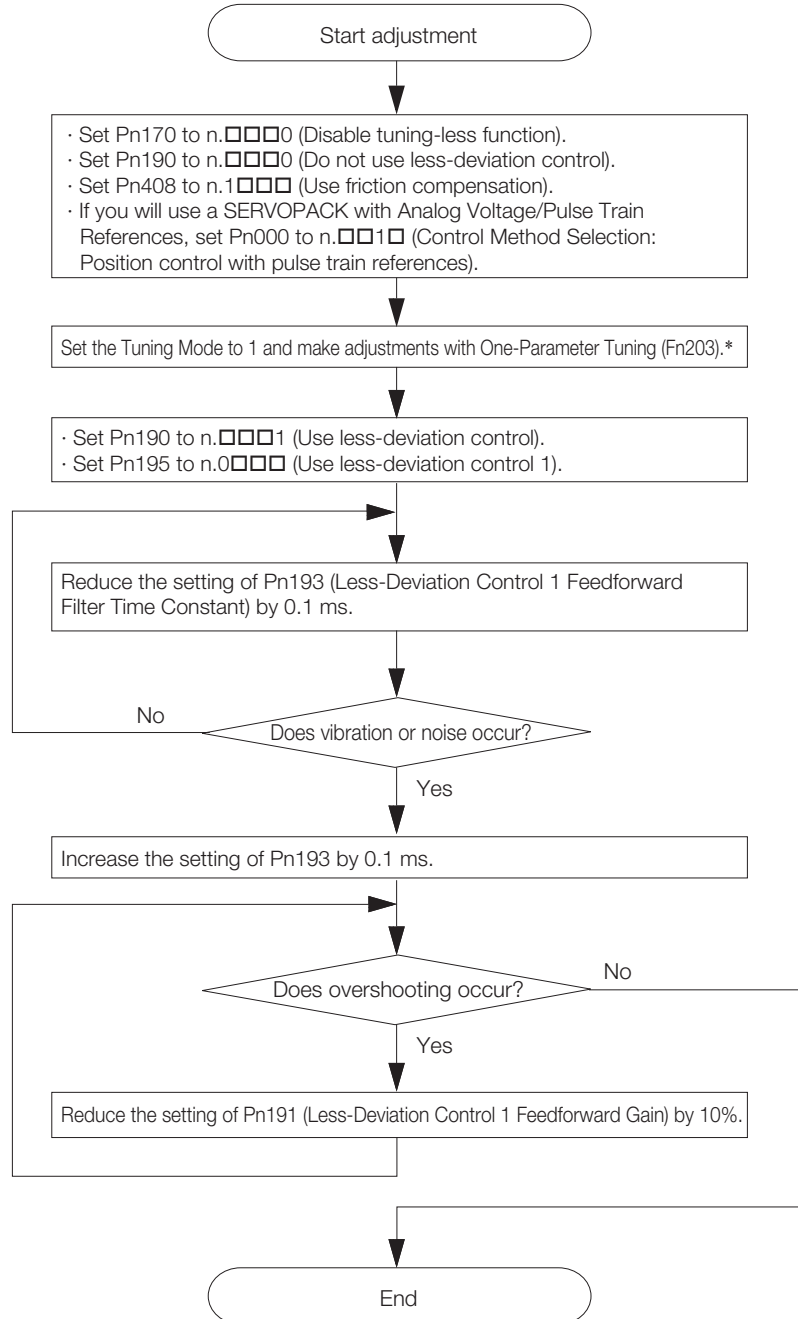 Start adjustment
· Set Pn170 to n.□□□0 (Disable tuning-less function).
· Set Pn190 to n.□□□0 (Do not use less-deviation control).
· Set Pn408 to n.1□□□ (Use friction compensation).
· If you will use a SERVOPACK with Analog Voltage/Pulse Train
References, set Pn000 to n.□□1□ (Control Method Selection:
Position control with pulse train references).
Set the Tuning Mode to 1 and make adjustments with One-Parameter Tuning (Fn203).*
· Set Pn190 to n.□□□1 (Use less-deviation control).
· Set Pn195 to n.0□□□ (Use less-deviation control 1).
Reduce the setting of Pn193 (Less-Deviation Control 1 Feedforward
Filter Time Constant) by 0.1 ms.
No
Does vibration or noise occur?
Yes
Increase the setting of Pn193 by 0.1 ms.
No
Does overshooting occur?
Yes
Reduce the setting of Pn191 (Less-Deviation Control 1 Feedforward Gain) by 10%.
End